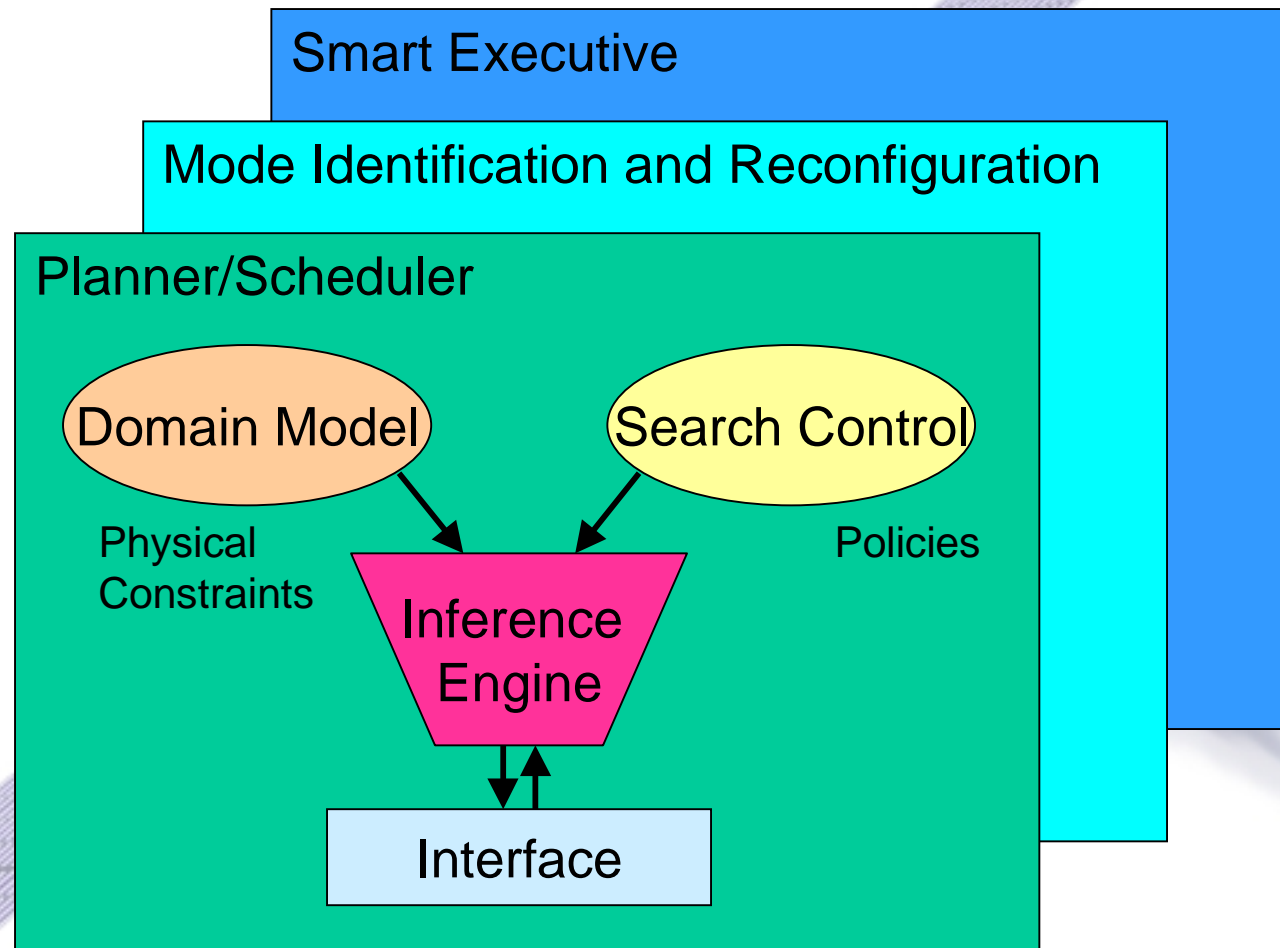 Smart Executive
Mode Identification and Reconfiguration
Planner/Scheduler
Domain Model
Search Control
Physical
Constraints
Policies
Inference
Engine
Interface